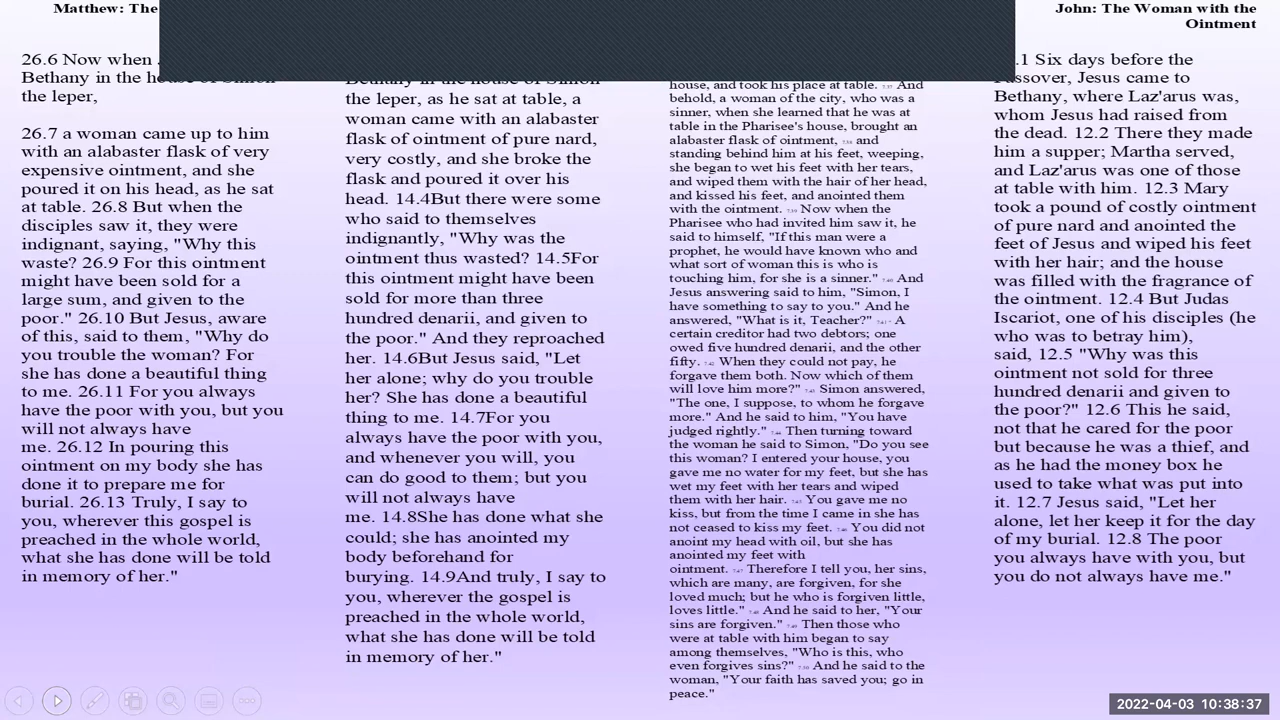 Matthew: The
26.6 Now when
Bethany in the house of Simon
the leper,
26.7 a woman came up to him
with an alabaster flask of very
expensive ointment, and she
poured it on his head, as he sat
at table. 26.8 But when the
disciples saw it, they were
indignant, saying, "Why this
waste? 26.9 For this ointment
might have been sold for a
large sum, and given to the
poor." 26.10 But Jesus, aware
of this, said to them, "Why do
you trouble the woman? For
she has done a beautiful thing
to me. 26.11 For you always
have the poor with you, but you
will not always have
me. 26.12 In pouring this
ointment on my body she has
done it to prepare me for
burial. 26.13 Truly, I say to
you, wherever this gospel is
preached in the whole world,
what she has done will be told
in memory of her."
Bethany in the house of Simon
the leper, as he sat at table, a
woman came with an alabaster
flask of ointment of pure nard,
very costly, and she broke the
flask and poured it over his
head. 14.4But there were some
who said to themselves
indignantly, "Why was the
ointment thus wasted? 14.5For
this ointment might have been
sold for more than three
hundred denarii, and given to
the poor." And they reproached
her. 14.6But Jesus said, "Let
her alone; why do you trouble
her? She has done a beautiful
thing to me. 14.7For you
always have the poor with you,
and whenever you will, you
can do good to them; but you
will not always have
me. 14.8She has done what she
could; she has anointed my
body beforehand for
burying. 14.9And truly, I say to
you, wherever the gospel is
preached in the whole world,
what she has done will be told
in memory of her."
house, and took his place at table. 7.37 And
behold, a woman of the city, who was a
sinner, when she learned that he was at
table in the Pharisee's house, brought an
alabaster flask of ointment, 7.38 and
standing behind him at his feet, weeping,
she began to wet his feet with her tears,
and wiped them with the hair of her head,
and kissed his feet, and anointed them
with the ointment. 7.39 Now when the
Pharisee who had invited him saw it, he
said to himself, "If this man were a
prophet, he would have known who and
what sort of woman this is who is
touching him, for she is a sinner." 7.40 And
Jesus answering said to him, "Simon, I
have something to say to you." And he
answered, "What is it, Teacher?" 7.41 · A
certain creditor had two debtors; one
owed five hundred denarii, and the other
fifty. 7.42 When they could not pay, he
forgave them both. Now which of them
will love him more?" 7.43 Simon answered,
"The one, I suppose, to whom he forgave
more." And he said to him, "You have
judged rightly." 7.44 Then turning toward
the woman he said to Simon, "Do you see
this woman? I entered your house, you
gave me no water for my feet, but she has
wet my feet with her tears and wiped
them with her hair. 7.45 You gave me no
kiss, but from the time I came in she has
not ceased to kiss my feet. 7.46 You did not
anoint my head with oil, but she has
anointed my feet with
ointment. 7.47 Therefore I tell you, her sins,
which are many, are forgiven, for she
loved much; but he who is forgiven little,
loves little." 7.48 And he said to her, "Your
sins are forgiven." 7.49 Then those who
were at table with him began to say
among themselves, "Who is this, who
even forgives sins?" 7.50 And he said to the
woman, "Your faith has saved you; go in
peace."
John: The Woman with the
Ointment
.1 Six days before the
Passover, Jesus came to
Bethany, where Laz'arus was,
whom Jesus had raised from
the dead. 12.2 There they made
him a supper; Martha served,
and Laz'arus was one of those
at table with him. 12.3 Mary
took a pound of costly ointment
of pure nard and anointed the
feet of Jesus and wiped his feet
with her hair; and the house
was filled with the fragrance of
the ointment. 12.4 But Judas
Iscariot, one of his disciples (he
who was to betray him),
said, 12.5 "Why was this
ointment not sold for three
hundred denarii and given to
the poor?" 12.6 This he said,
not that he cared for the poor
but because he was a thief, and
as he had the money box he
used to take what was put into
it. 12.7 Jesus said, "Let her
alone, let her keep it for the day
of my burial. 12.8 The poor
you always have with you, but
you do not always have me."
2022-04-03 10:38:37